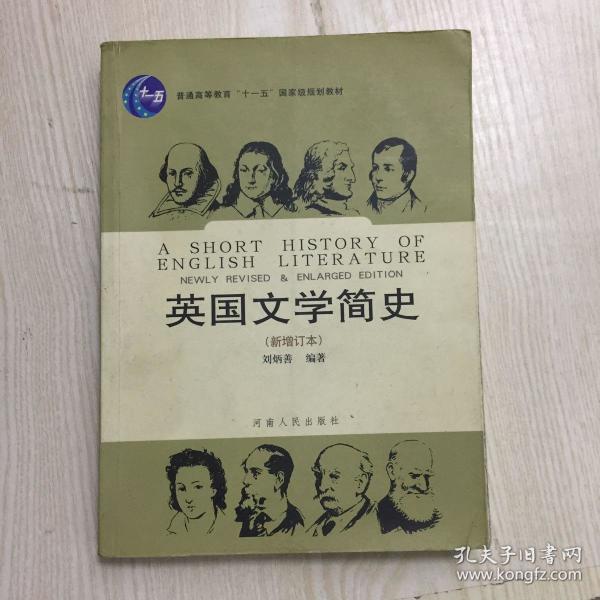 十一五
普通高等教育“十一五”国家级规划教材
A SHORT HISTORY OF
ENGLISH LITERATURE
NEWLY REVISED & ENLARGED EDITION
英国文学简史
(新增订本)
刘炳善 编著
河南人民出版社
孔夫子旧书网
www.kongfz.com